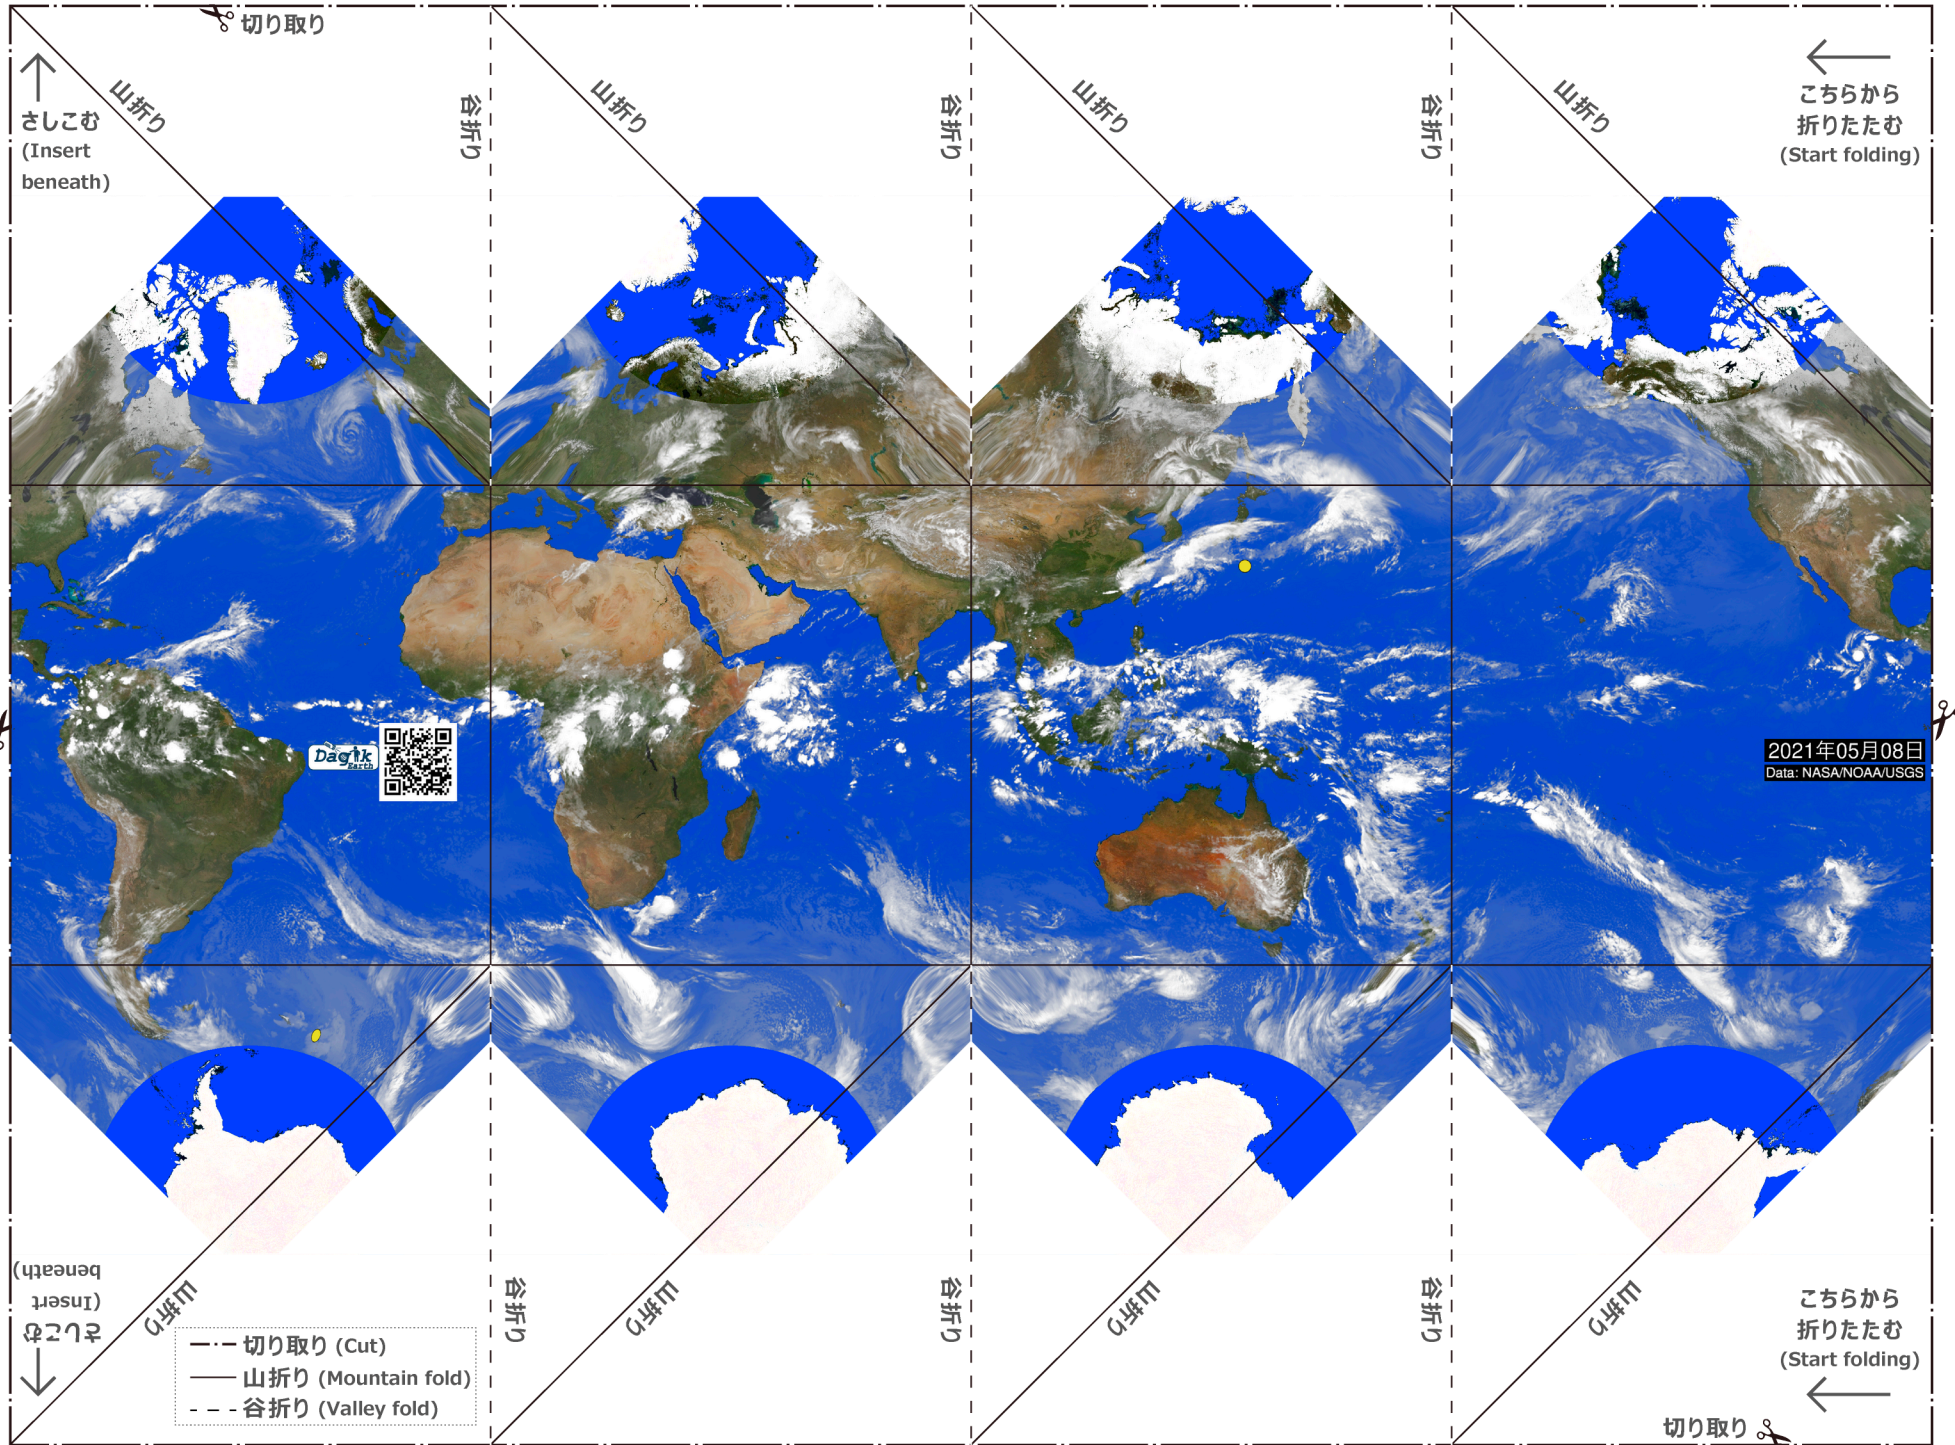 切り取り
さしこむ
(Insert
beneath)
山折り
谷折り
山折り
谷折り
山折り
谷折り
山折り
こちらから
折りたたむ
(Start folding)
Dagik
Earth
2021年05月08日
Data: NASA/NOAA/USGS
さしこむ
(Insert
beneath)
山折り
谷折り
山折り
谷折り
山折り
谷折り
山折り
こちらから
折りたたむ
(Start folding)
切り取り (Cut)
山折り (Mountain fold)
谷折り (Valley fold)
切り取り